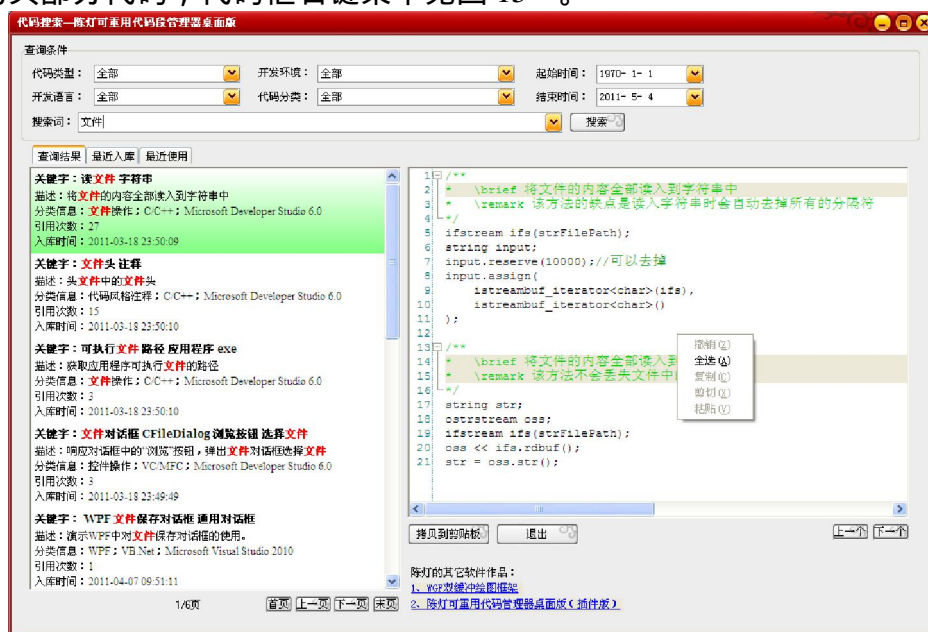 代码搜索—陈灯可重用代码段管理器桌面版
查询条件
代码类型： 全部 开发环境： 全部 起始时间： 1970- 1- 1
开发语言： 全部 代码分类： 全部 结束时间： 2011- 5- 4
搜索词： 文件 搜索
查询结果 最近入库 最近使用
关键字：读文件 字符串
描述：将文件的内容全部读入到字符串中
分类信息：文件操作；C/C++；Microsoft Developer Studio 6.0
引用次数：27
入库时间：2011-03-18 23:50:09
关键字：文件头 注释
描述：头文件中的文件头
分类信息：代码风格注释；C/C++；Microsoft Developer Studio 6.0
引用次数：15
入库时间：2011-03-18 23:50:10
关键字：可执行文件 路径 应用程序 exe
描述：获取应用程序可执行文件的路径
分类信息：文件操作；C/C++；Microsoft Developer Studio 6.0
引用次数：3
入库时间：2011-03-18 23:50:10
关键字：文件对话框 CFileDialog 浏览按钮 选择文件
描述：响应对话框中的“浏览”按钮，弹出文件对话框选择文件
分类信息：控件操作；VC/MFC；Microsoft Developer Studio 6.0
引用次数：3
入库时间：2011-03-18 23:49:49
关键字： WPF 文件保存对话框 通用对话框
描述：演示WPF中对文件保存对话框的使用。
分类信息：WPF；VB.Net；Microsoft Visual Studio 2010
引用次数：1
入库时间：2011-04-07 09:51:11
1/6页 首页 上一页 下一页 末页
1 /**
2 * \brief 将文件的内容全部读入到字符串中
3 * \remark 该方法的缺点是读入字符串时会自动去掉所有的分隔符
4 */
5 ifstream ifs(strFilePath);
6 string input;
7 input.reserve(10000);//可以去掉
8 input.assign(
9 istreambuf_iterator<char>(ifs),
10 istreambuf_iterator<char>()
11 );
12
13 /**
14 * \brief 将文件的内容全部读入到
15 * \remark 该方法不会丢失文件中
16 */
17 string str;
18 ostrstream oss;
19 ifstream ifs(strFilePath);
20 oss << ifs.rdbuf();
21 str = oss.str();
撤销(Z)
全选(A)
复制(C)
剪切(X)
粘贴(V)
拷贝到剪贴板 退出 上一个 下一个
陈灯的其它软件作品：
1、WGF双缓冲绘图框架
2、陈灯可重用代码管理器桌面版（插件版）